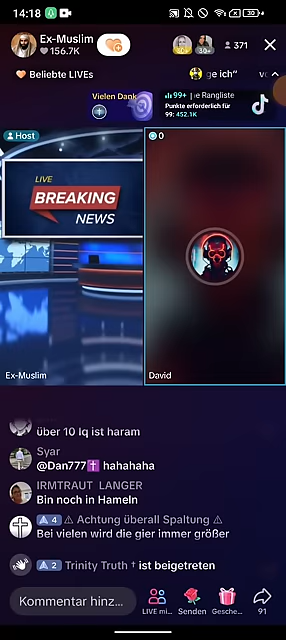 14:18
Ex-Muslim
156.7K
30+
371
Beliebte LIVEs
ge ich"
Vielen Dank
99+ | ie Rangliste
Punkte erforderlich für
99: 452.1K
Host
0
LIVE
BREAKING
NEWS
Ex-Muslim
David
über 10 Iq ist haram
Syar
@Dan777✝️ hahahaha
IRMTRAUT LANGER
Bin noch in Hameln
4 ⚠ Achtung überall Spaltung ⚠
Bei vielen wird die gier immer größer
2 Trinity Truth † ist beigetreten
Kommentar hinz...
LIVE mi... Senden Gesche... 91